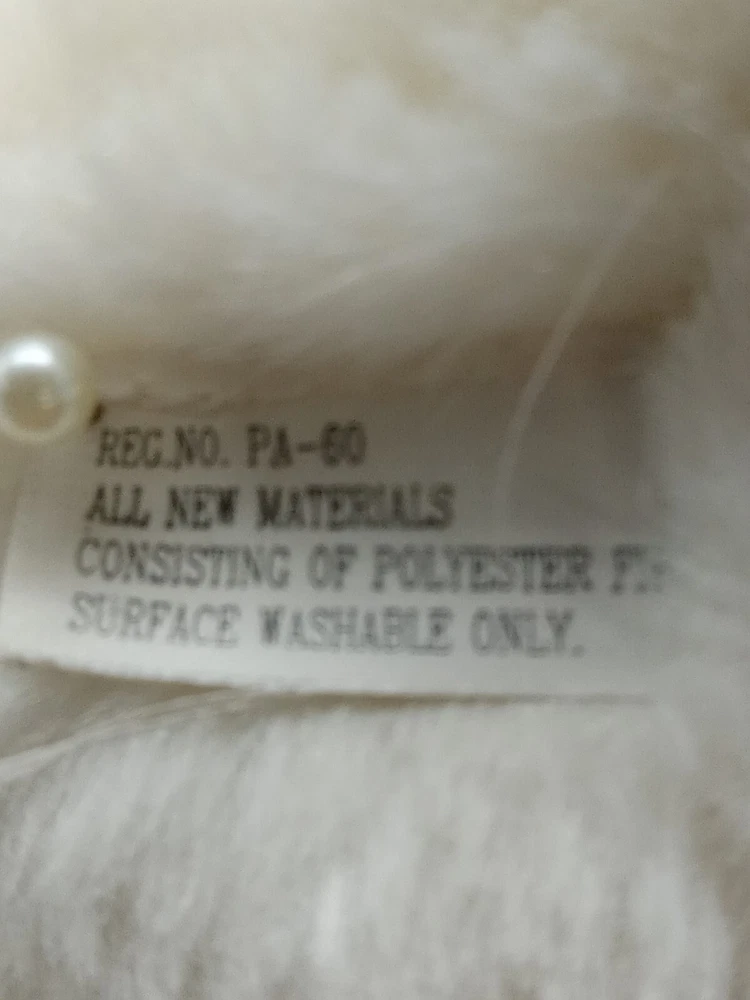 REG.NO. PA-60
ALL NEW MATERIALS
CONSISTING OF POLYESTER
SURFACE WASHABLE ONLY.